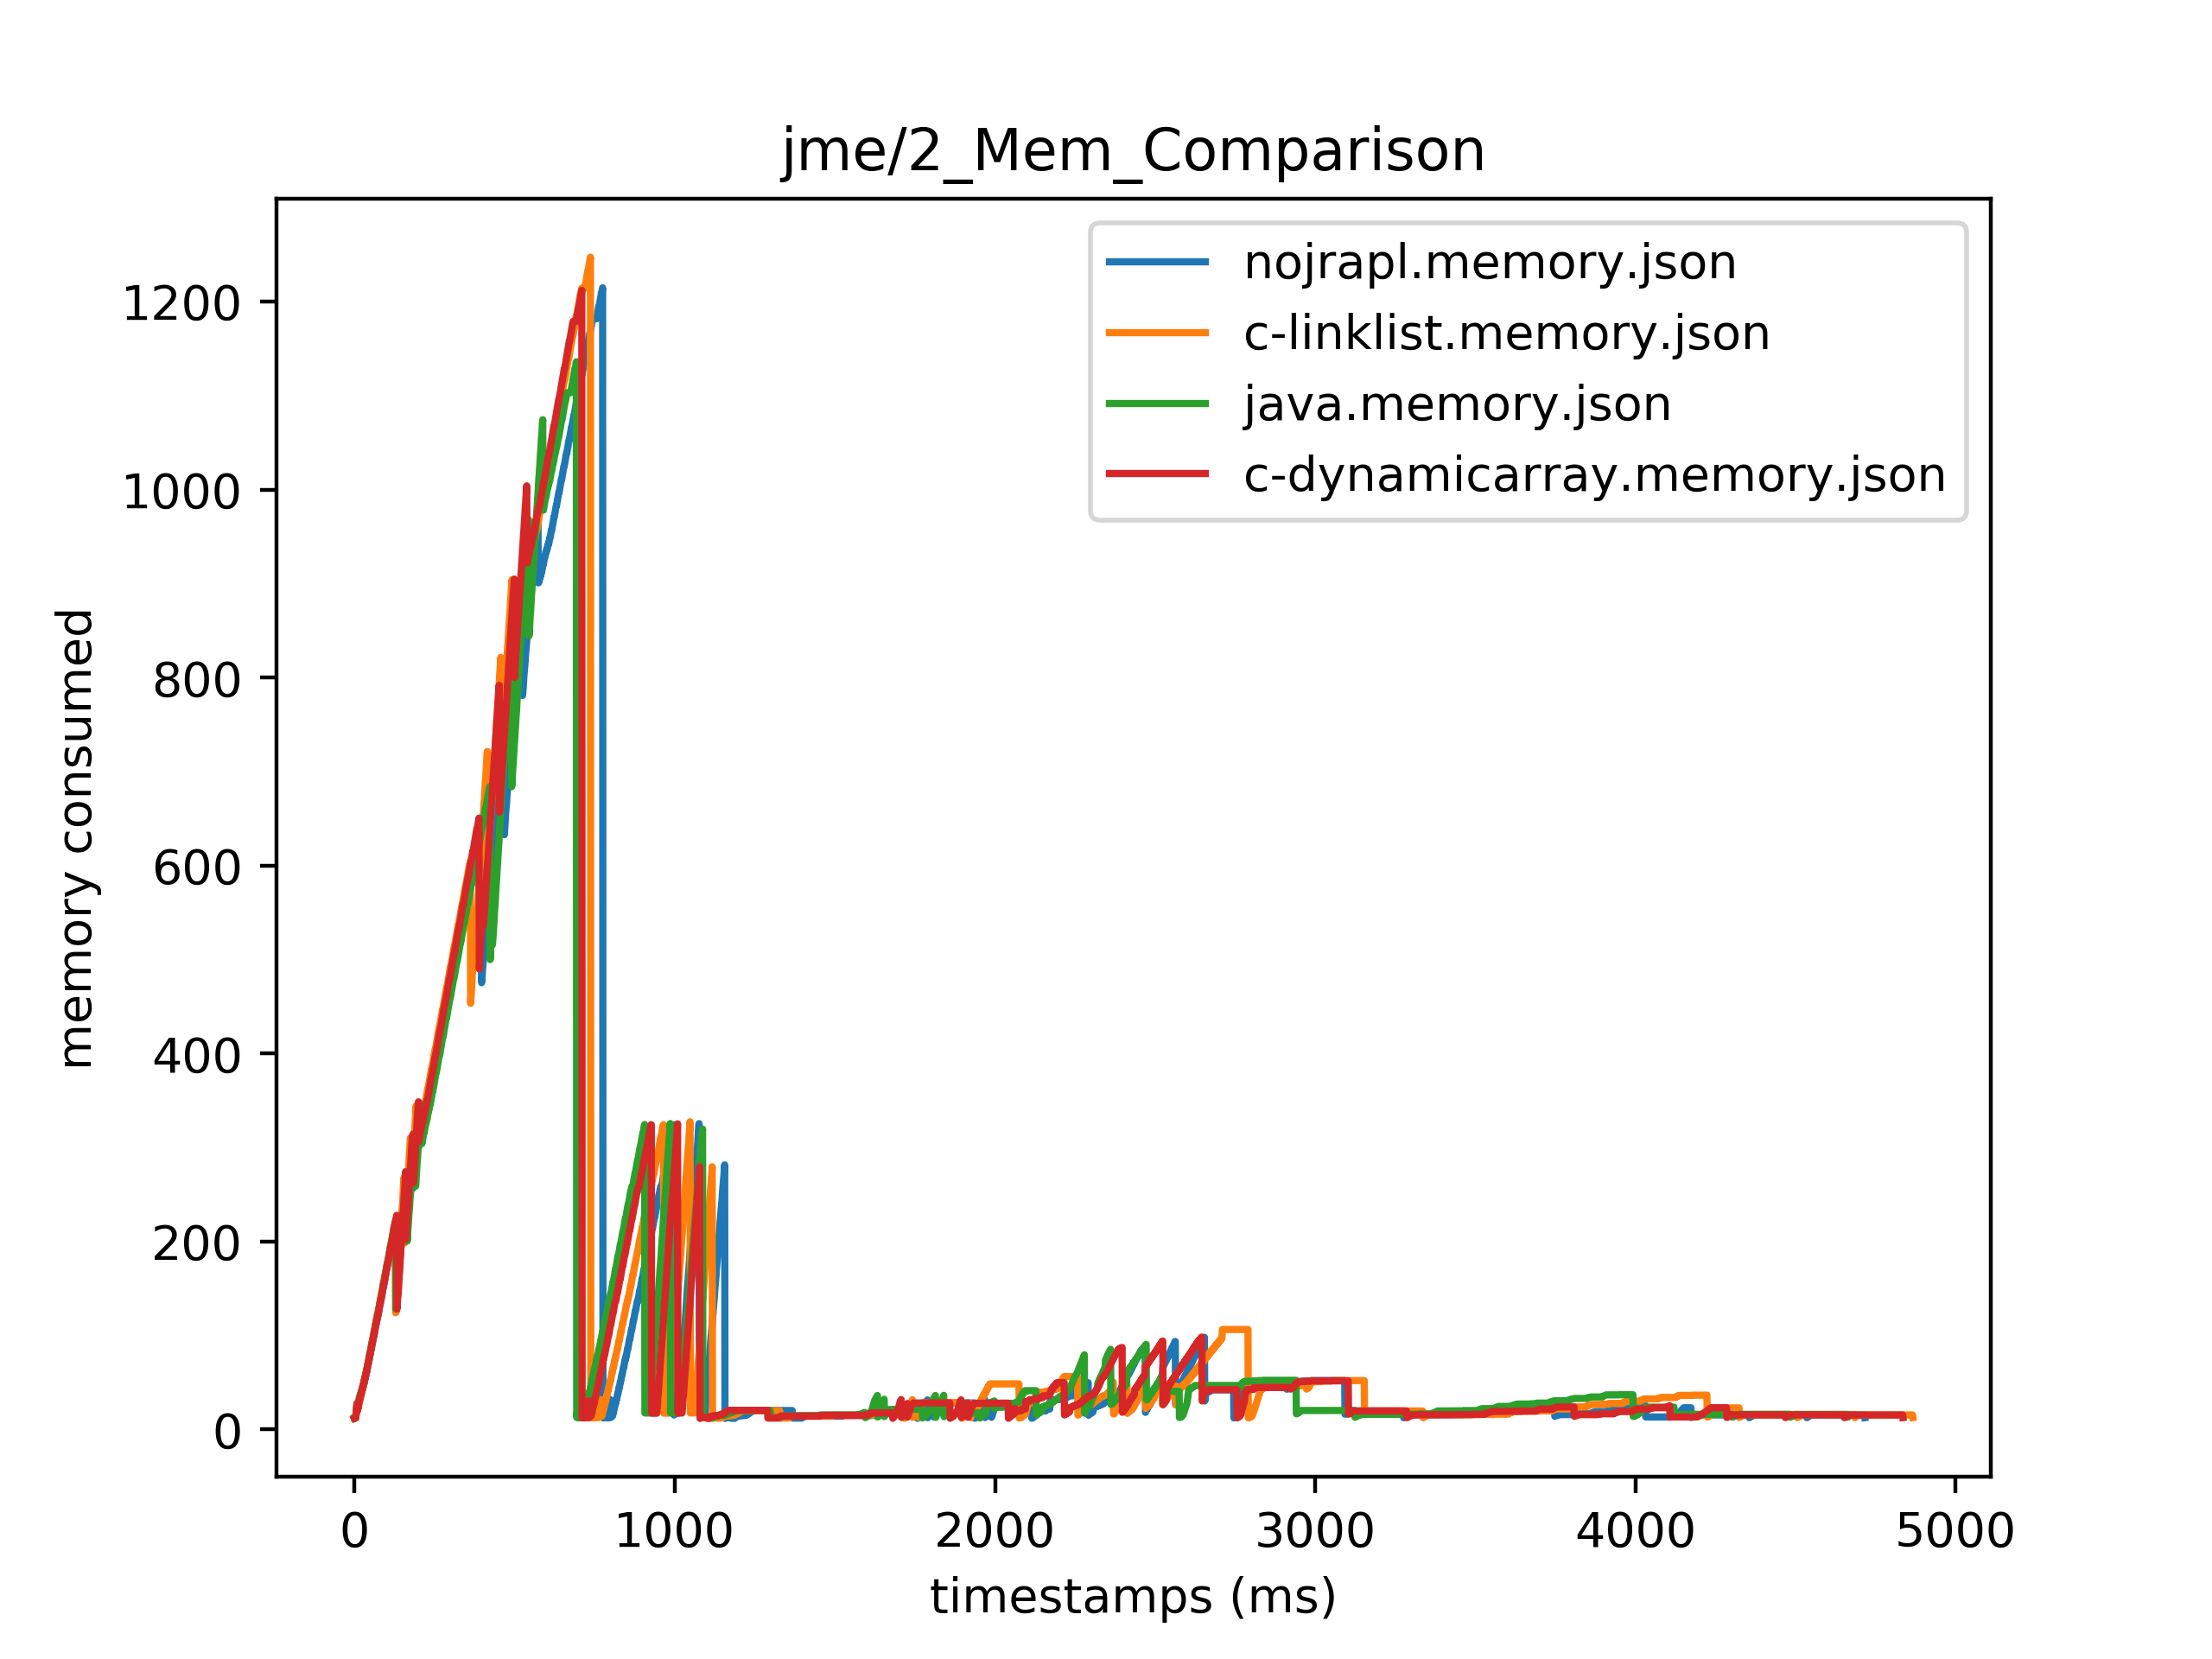 jme/2_Mem_Comparison
nojrapl.memory.json
c-linklist.memory.json
java.memory.json
c-dynamicarray.memory.json
memory consumed
1200
1000
800
600
400
200
0
0 1000 2000 3000 4000 5000
timestamps (ms)